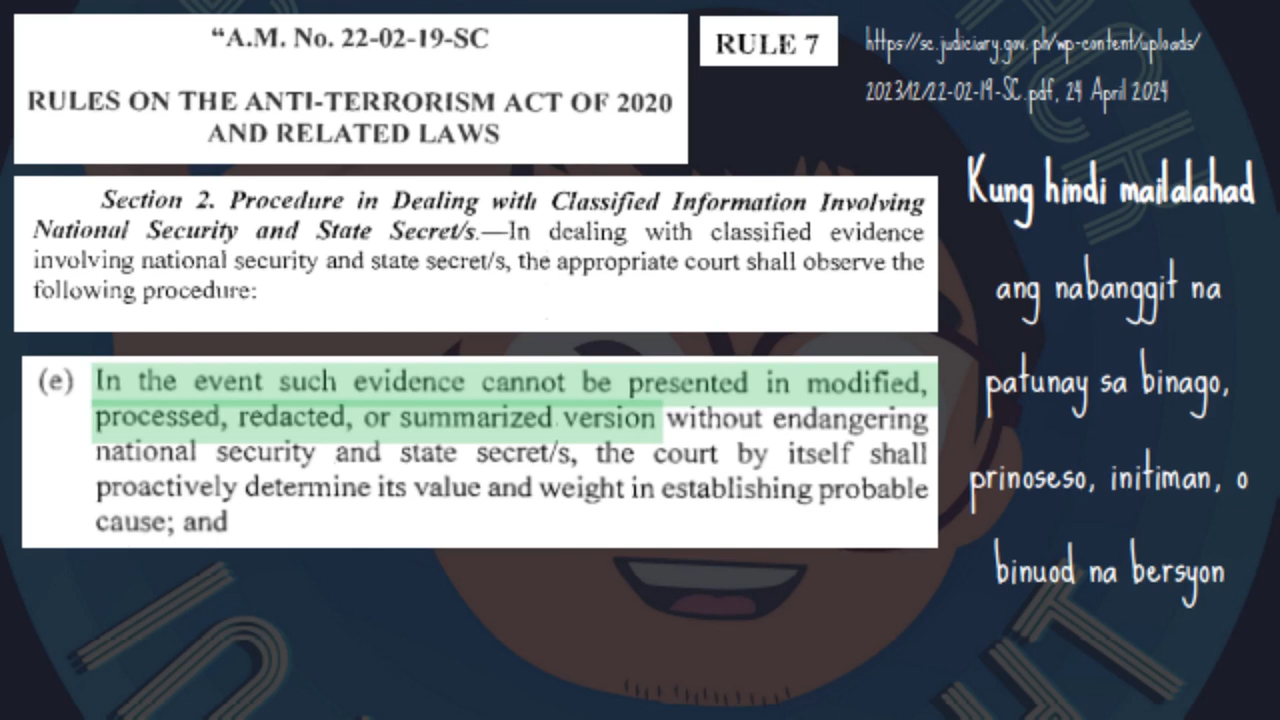 “A.M. No. 22-02-19-SC
RULES ON THE ANTI-TERRORISM ACT OF 2020
AND RELATED LAWS
RULE 7
https://sc.judiciary.gov.ph/wp-content/uploads/
2023/12/22-02-19-SC.pdf, 24 April 2024
Section 2. Procedure in Dealing with Classified Information Involving
National Security and State Secret/s.—In dealing with classified evidence
involving national security and state secret/s, the appropriate court shall observe the
following procedure:
(e) In the event such evidence cannot be presented in modified,
processed, redacted, or summarized version without endangering
national security and state secret/s, the court by itself shall
proactively determine its value and weight in establishing probable
cause; and
Kung hindi mailalahad
ang nabanggit na
patunay sa binago,
prinoseso, initiman, o
binuod na bersyon